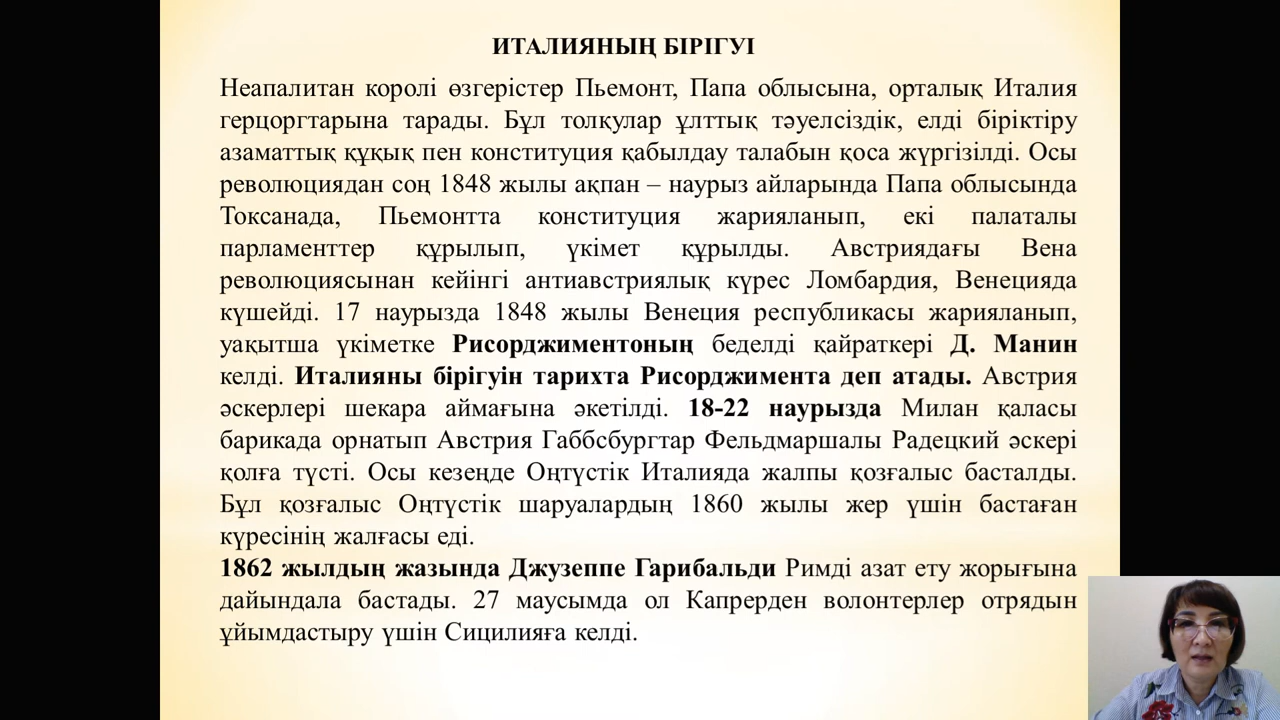 ИТАЛИЯНЫҢ БІРІГУІ
Неапалитан королі өзгерістер Пьемонт, Папа облысына, орталық Италия
герцоргтарына тарады. Бұл толқулар ұлттық тәуелсіздік, елді біріктіру
азаматтық құқық пен конституция қабылдау талабын қоса жүргізілді. Осы
революциядан соң 1848 жылы ақпан – наурыз айларында Папа облысында
Токсанада, Пьемонтта конституция жарияланып, екі палаталы
парламенттер құрылып, үкімет құрылды. Австриядағы Вена
революциясынан кейінгі антиавстриялық күрес Ломбардия, Венецияда
күшейді. 17 наурызда 1848 жылы Венеция республикасы жарияланып,
уақытша үкіметке Рисорджиментоның беделді қайраткері Д. Манин
келді. Италияны бірігуін тарихта Рисорджимента деп атады. Австрия
әскерлері шекара аймағына әкетілді. 18-22 наурызда Милан қаласы
барикада орнатып Австрия Габбсбургтар Фельдмаршалы Радецкий әскері
қолға түсті. Осы кезеңде Оңтүстік Италияда жалпы қозғалыс басталды.
Бұл қозғалыс Оңтүстік шаруалардың 1860 жылы жер үшін бастаған
күресінің жалғасы еді.
1862 жылдың жазында Джузеппе Гарибальди Римді азат ету жорығына
дайындала бастады. 27 маусымда ол Капрерден волонтерлер отрядын
ұйымдастыру үшін Сицилияға келді.